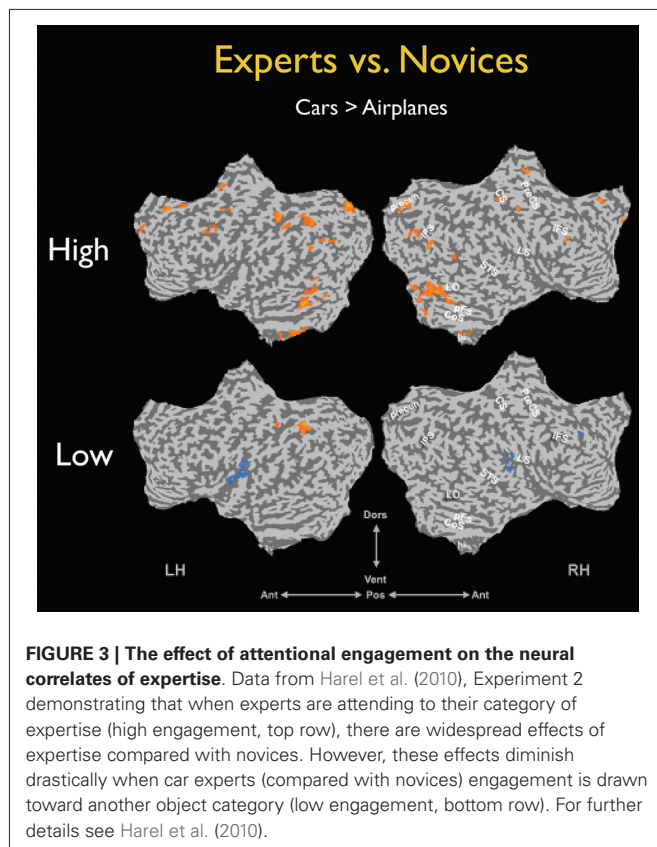 Experts vs. Novices
Cars > Airplanes
High
precun
IPS
CS
PreCS
IFS
LS
STS
LO
PFs
CoS
Low
precun
IPS
CS
PreCS
IFS
LS
STS
LO
PFs
CoS
Dors
Vent
LH
RH
Ant
Pos
Ant
FIGURE 3 | The effect of attentional engagement on the neural
correlates of expertise. Data from Harel et al. (2010), Experiment 2
demonstrating that when experts are attending to their category of
expertise (high engagement, top row), there are widespread effects of
expertise compared with novices. However, these effects diminish
drastically when car experts (compared with novices) engagement is drawn
toward another object category (low engagement, bottom row). For further
details see Harel et al. (2010).